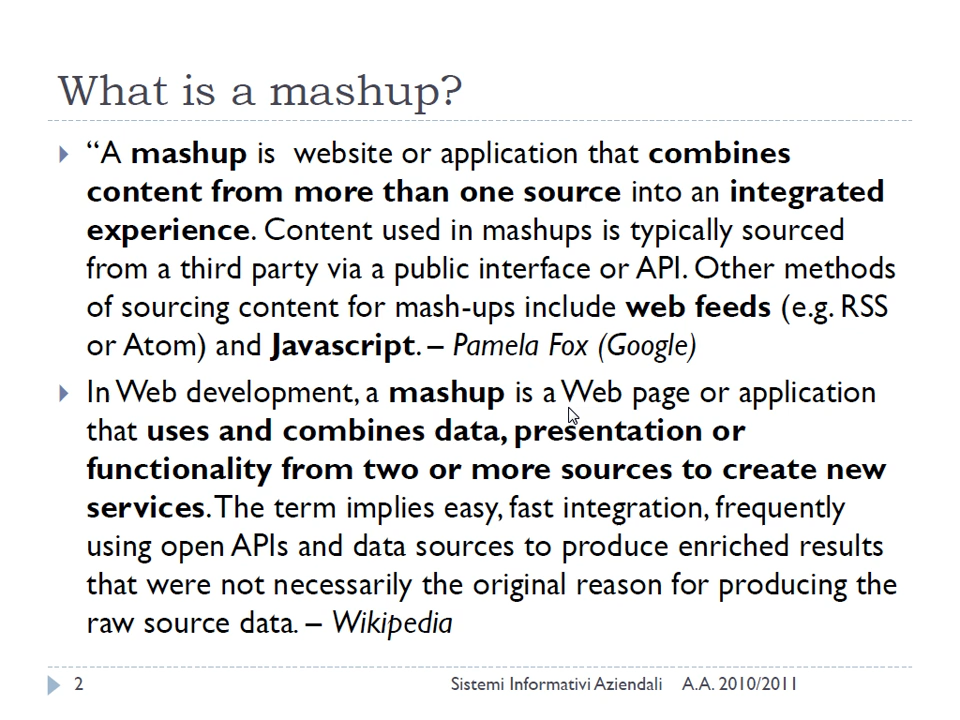 What is a mashup?
“A mashup is  website or application that combines
content from more than one source into an integrated
experience. Content used in mashups is typically sourced
from a third party via a public interface or API. Other methods
of sourcing content for mash-ups include web feeds (e.g. RSS
or Atom) and Javascript. – Pamela Fox (Google)
In Web development, a mashup is a Web page or application
that uses and combines data, presentation or
functionality from two or more sources to create new
services. The term implies easy, fast integration, frequently
using open APIs and data sources to produce enriched results
that were not necessarily the original reason for producing the
raw source data. – Wikipedia
2 Sistemi Informativi Aziendali A.A. 2010/2011